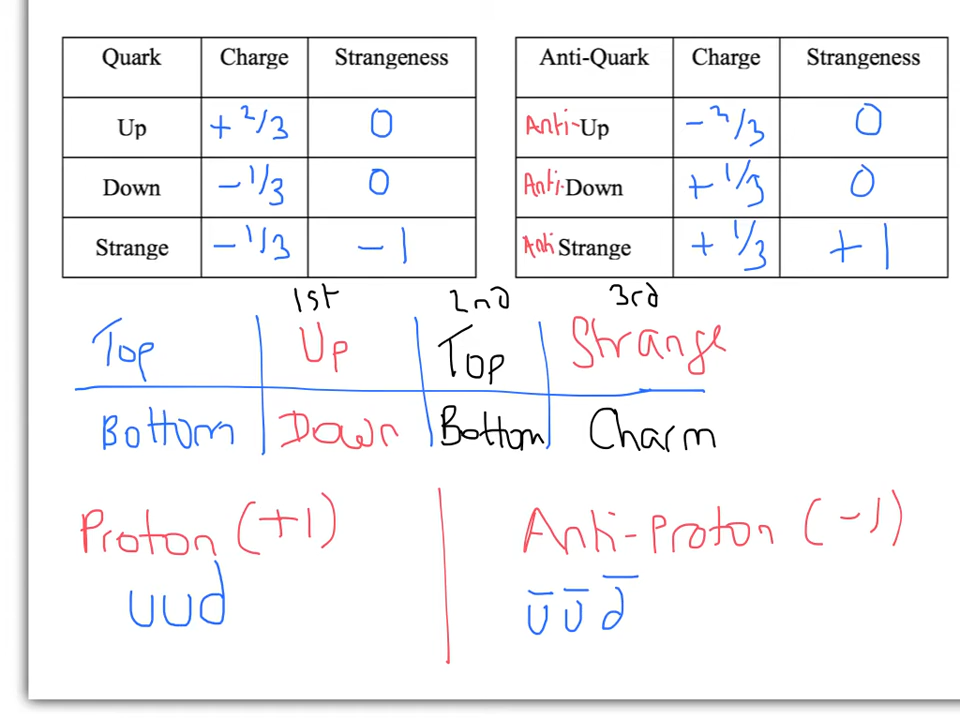 Quark Charge Strangeness
Up + 2/3 0
Down - 1/3 0
Strange - 1/3 - 1
Anti-Quark Charge Strangeness
Anti-Up - 2/3 0
Anti-Down + 1/3 0
Anti Strange + 1/3 + 1
1st 2nd 3rd
Top Up Top Strange
Bottom Down Bottom Charm
Proton (+1) Anti-Proton (-1)
uud ū ū d̄